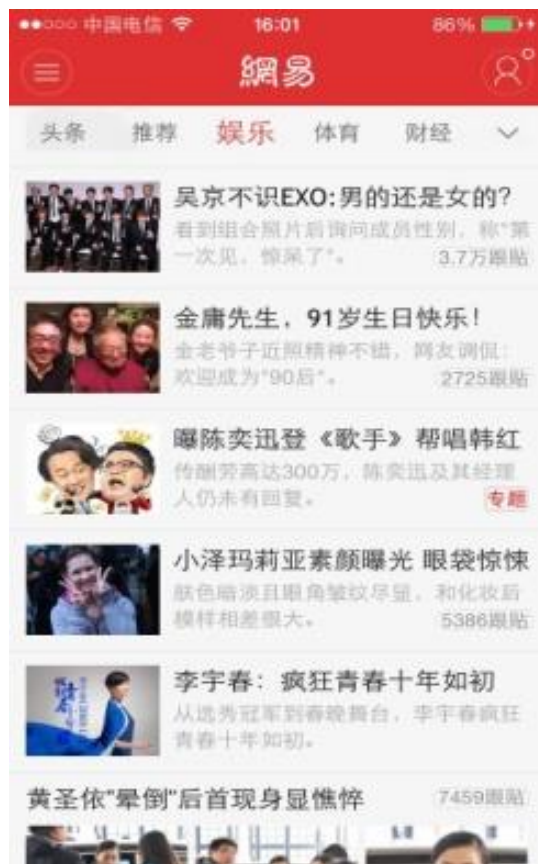 中国电信 16:01 86%
網易
头条 推荐 娱乐 体育 财经
吴京不识EXO:男的还是女的?
看到组合照片后询问成员性别，称"第
一次见，惊呆了"。 3.7万跟贴
金庸先生，91岁生日快乐！
金老爷子近照精神不错，网友调侃：
欢迎成为"90后"。 2725跟贴
曝陈奕迅登《歌手》帮唱韩红
传酬劳高达300万，陈奕迅及其经理
人仍未有回复。 专题
小泽玛莉亚素颜曝光 眼袋惊悚
肤色暗淡且眼角皱纹尽显，和化妆后
模样相差很大。 5386跟贴
李宇春：疯狂青春十年如初
从选秀冠军到春晚舞台，李宇春疯狂
青春十年如初。
黄圣依"晕倒"后首现身显憔悴 7459跟贴